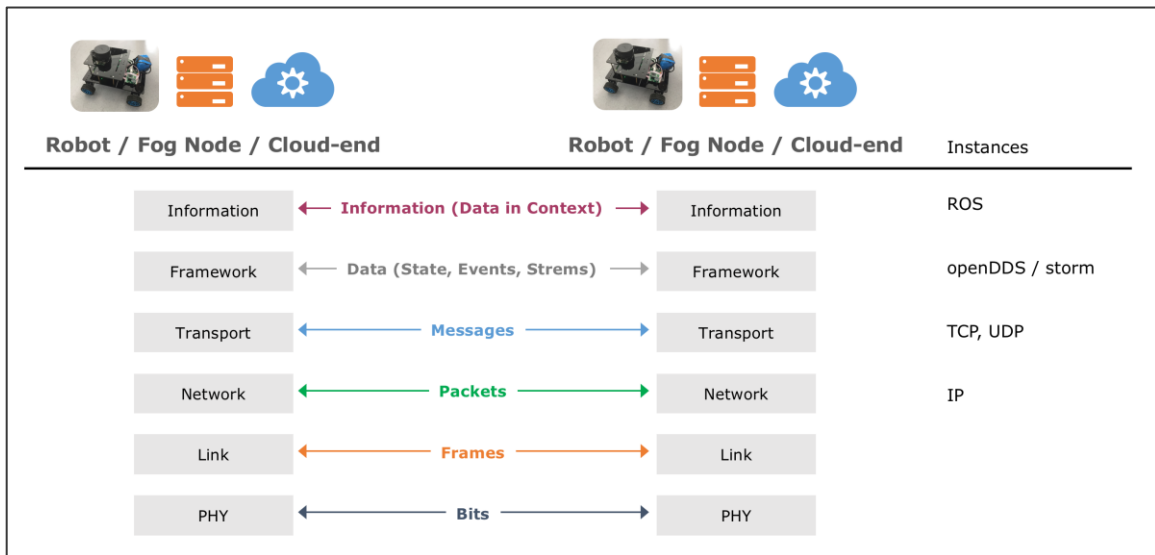 Robot / Fog Node / Cloud-end Robot / Fog Node / Cloud-end Instances
Information Information (Data in Context) Information ROS
Framework Data (State, Events, Strems) Framework openDDS / storm
Transport Messages Transport TCP, UDP
Network Packets Network IP
Link Frames Link
PHY Bits PHY